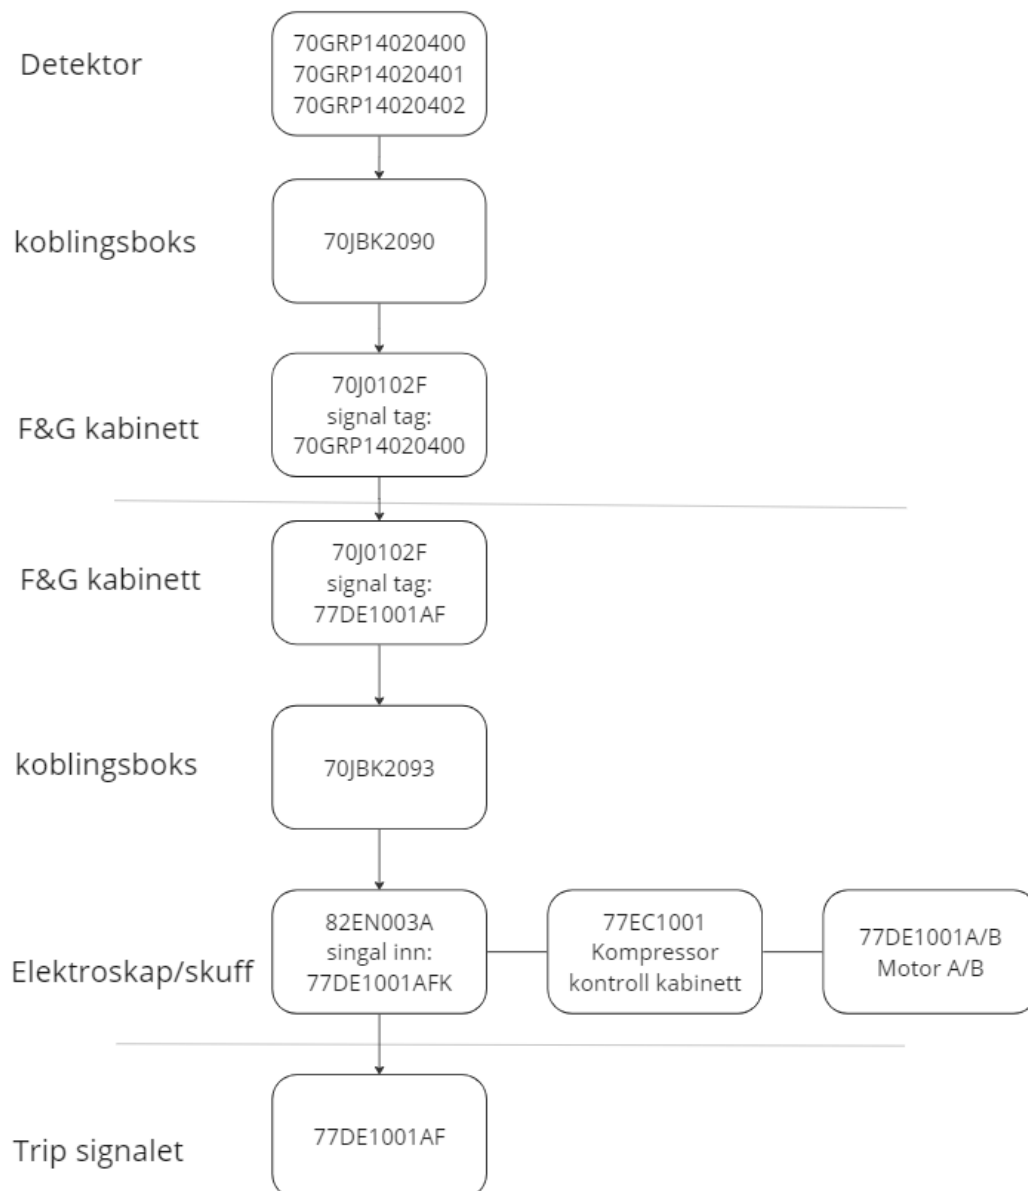 Detektor
70GRP14020400
70GRP14020401
70GRP14020402
koblingsboks
70JBK2090
F&G kabinett
70J0102F
signal tag:
70GRP14020400
F&G kabinett
70J0102F
signal tag:
77DE1001AF
koblingsboks
70JBK2093
Elektroskap/skuff
82EN003A
singal inn:
77DE1001AFK
77EC1001
Kompressor
kontroll kabinett
77DE1001A/B
Motor A/B
Trip signalet
77DE1001AF